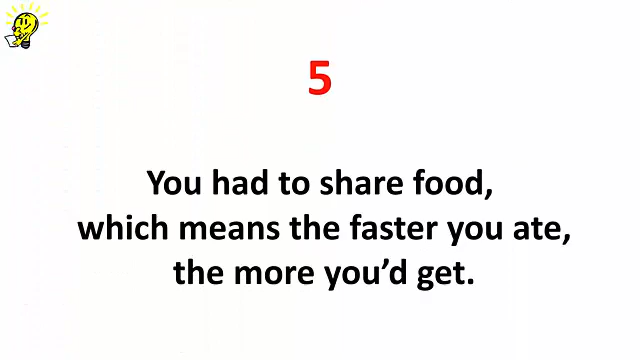 5
You had to share food,
which means the faster you ate,
the more you’d get.